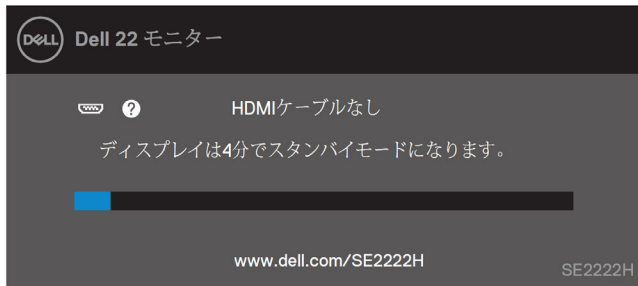 DELL
Dell 22 モニター
? HDMIケーブルなし
ディスプレイは4分でスタンバイモードになります。
www.dell.com/SE2222H
SE2222H